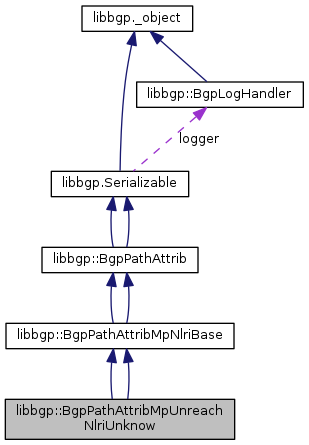 libbgp._object
libbgp::BgpLogHandler
logger
libbgp.Serializable
libbgp::BgpPathAttrib
libbgp::BgpPathAttribMpNlriBase
libbgp::BgpPathAttribMpUnreach
NlriUnknow